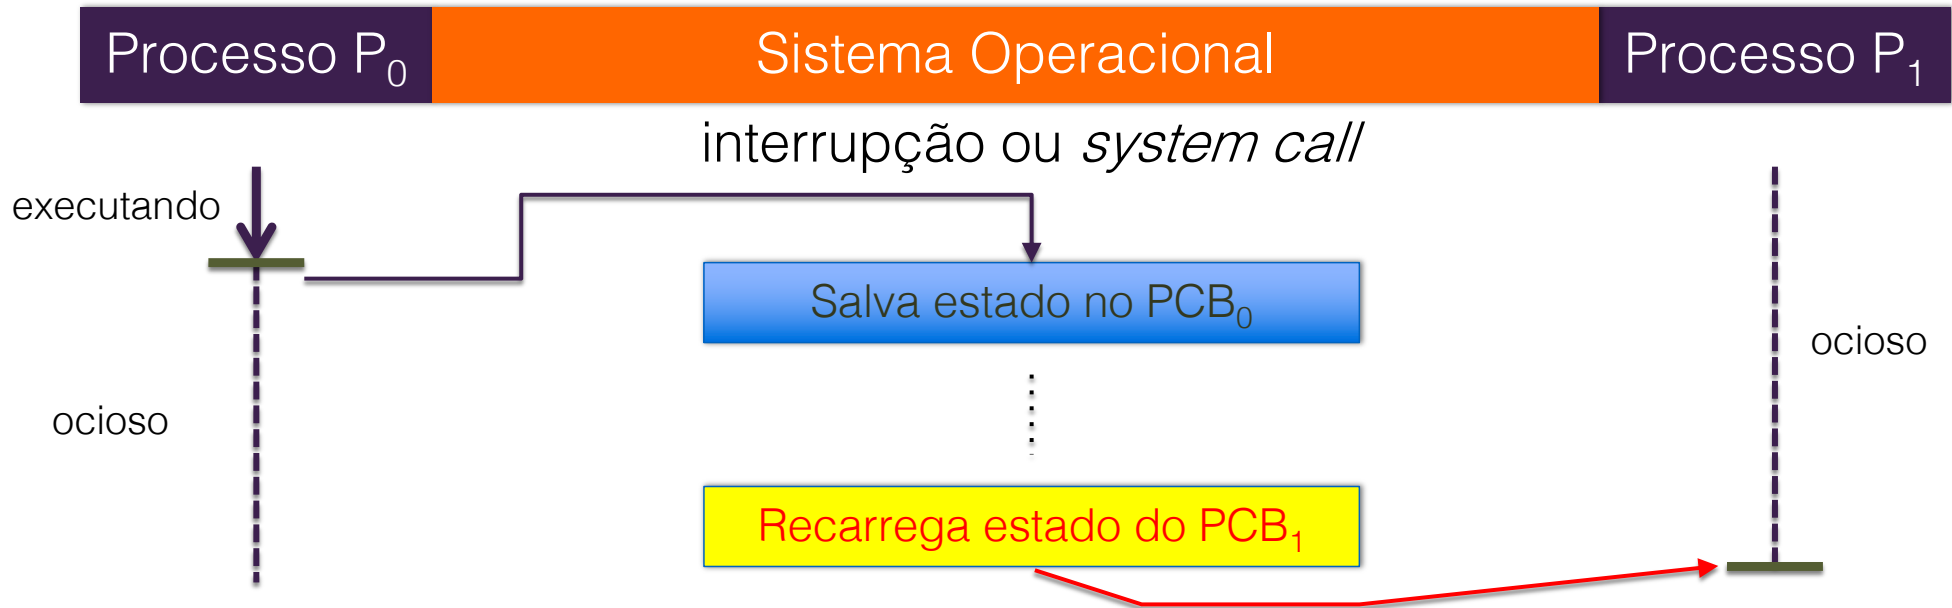 Processo P₀ Sistema Operacional Processo P₁
interrupção ou system call
executando
Salva estado no PCB₀
ocioso
ocioso
Recarrega estado do PCB₁